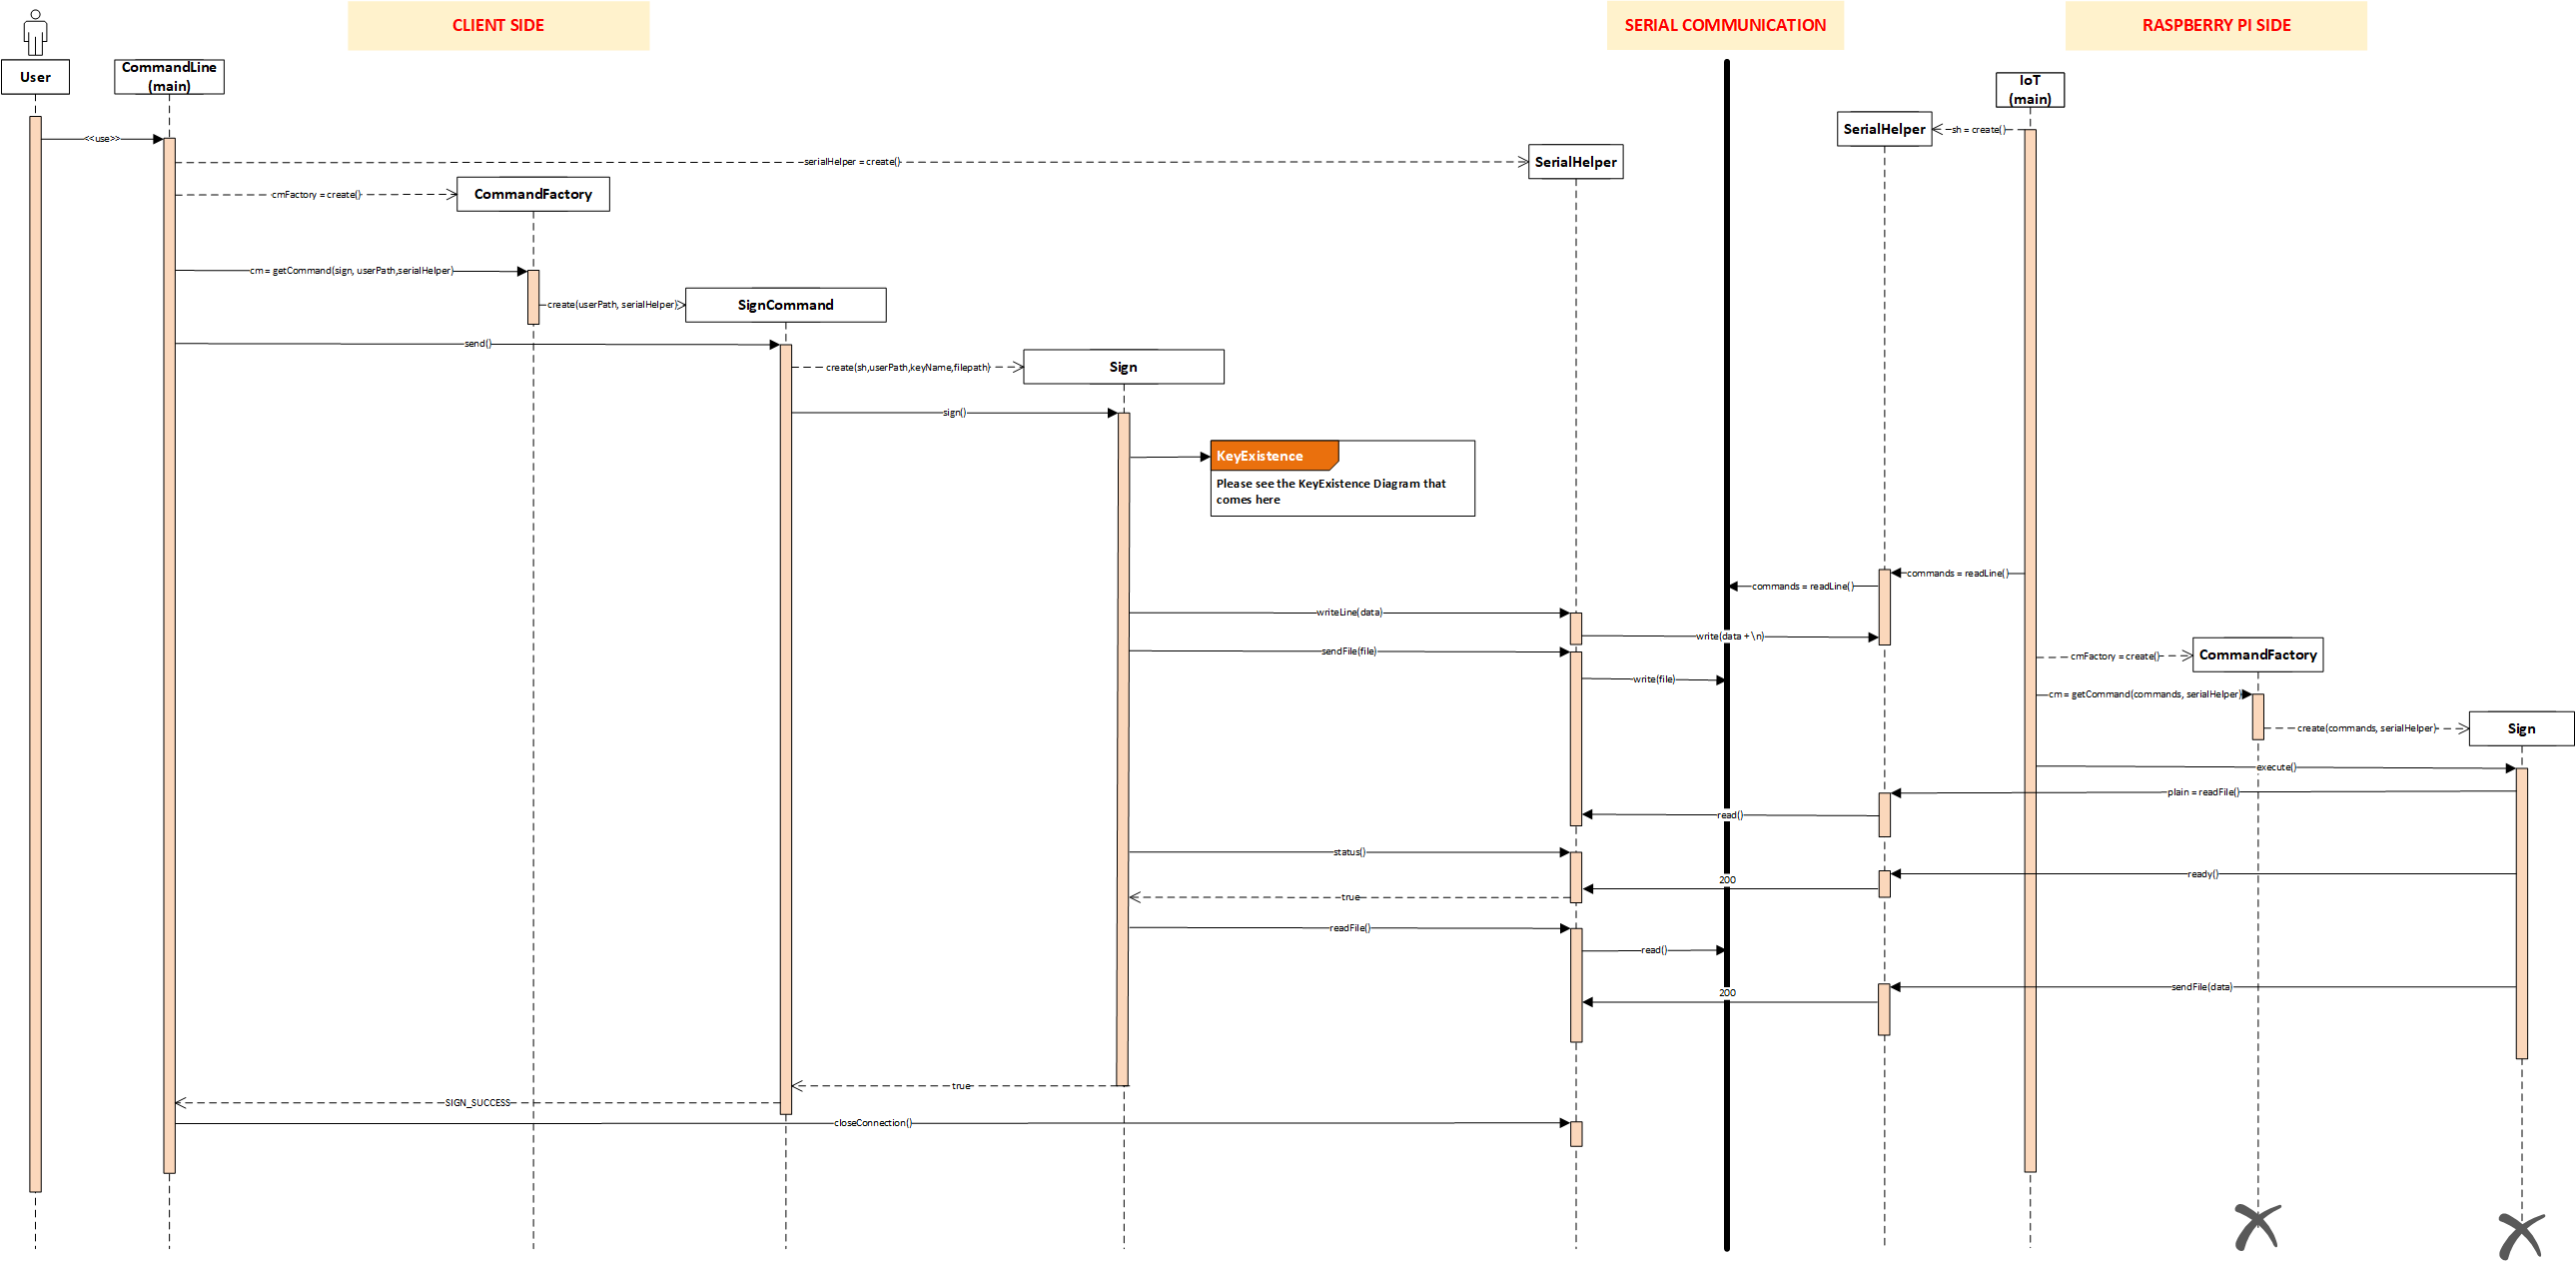 CLIENT SIDE
SERIAL COMMUNICATION
RASPBERRY PI SIDE
User
CommandLine
(main)
IoT
(main)
SerialHelper
sh = create()
<<use>>
serialHelper = create()
SerialHelper
cmFactory = create()
CommandFactory
cm = getCommand(sign, userPath,serialHelper)
create(userPath, serialHelper)
SignCommand
send()
create(sh,userPath,keyName,filepath)
Sign
sign()
KeyExistence
Please see the KeyExistence Diagram that
comes here
commands = readLine()
commands = readLine()
writeLine(data)
write(data + \n)
sendFile(file)
cmFactory = create()
CommandFactory
write(file)
cm = getCommand(commands, serialHelper)
create(commands, serialHelper)
Sign
execute()
plain = readFile()
read()
status()
ready()
200
true
readFile()
read()
sendFile(data)
200
true
SIGN_SUCCESS
closeConnection()